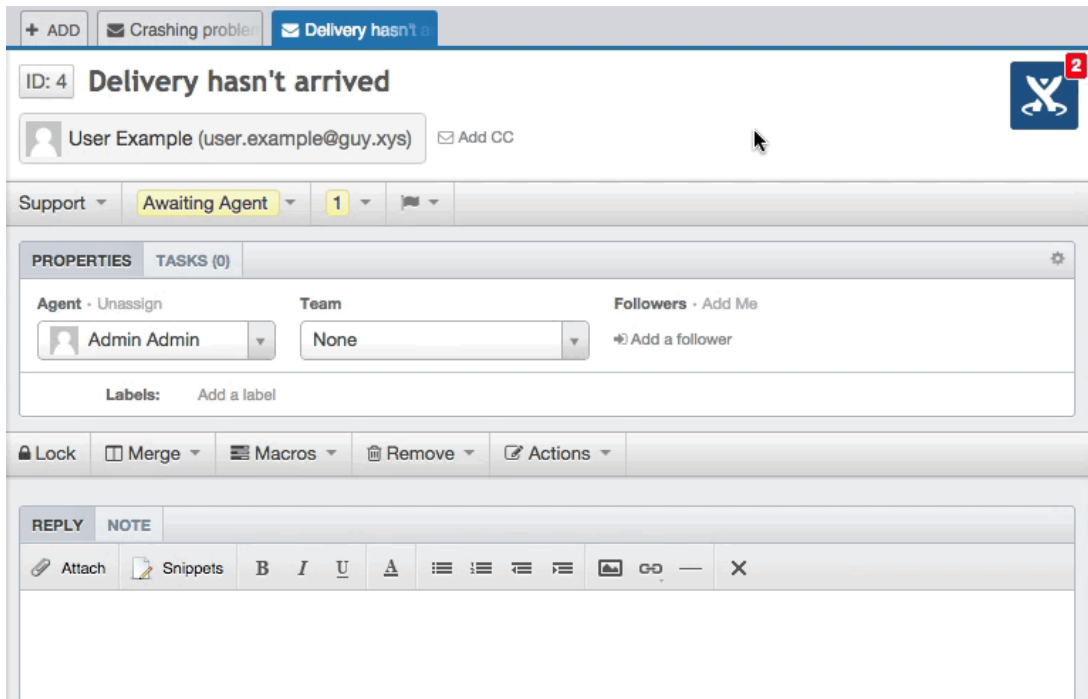 + ADD Crashing problem Delivery hasn't a
ID: 4 Delivery hasn't arrived
2
User Example (user.example@guy.xys) Add CC
Support Awaiting Agent 1
PROPERTIES TASKS (0)
Agent · Unassign Team Followers · Add Me
Admin Admin None Add a follower
Labels: Add a label
Lock Merge Macros Remove Actions
REPLY NOTE
Attach Snippets B I U A